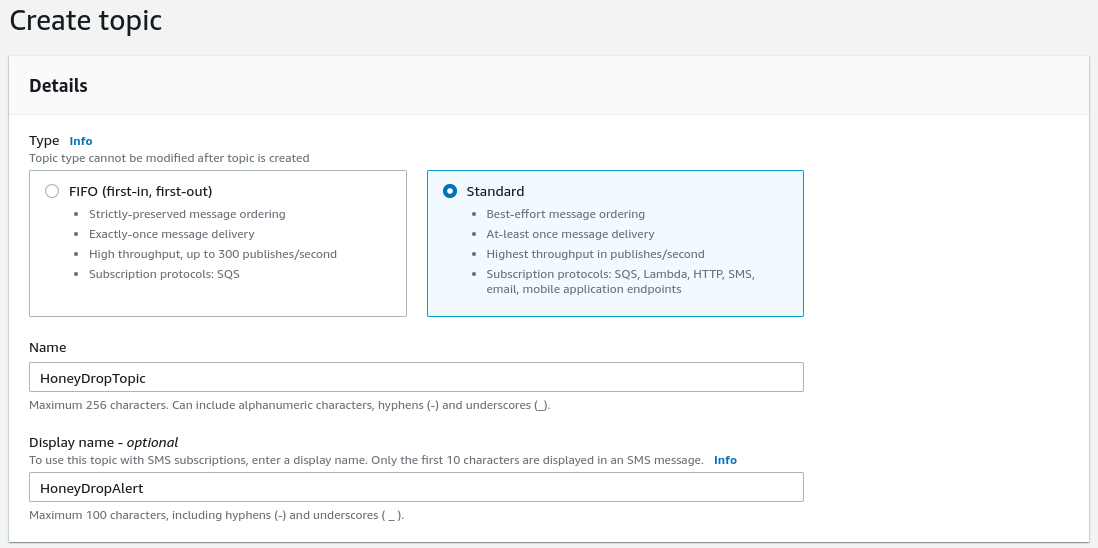 Create topic
Details
Type Info
Topic type cannot be modified after topic is created
FIFO (first-in, first-out)
Strictly-preserved message ordering
Exactly-once message delivery
High throughput, up to 300 publishes/second
Subscription protocols: SQS
Standard
Best-effort message ordering
At-least once message delivery
Highest throughput in publishes/second
Subscription protocols: SQS, Lambda, HTTP, SMS,
email, mobile application endpoints
Name
HoneyDropTopic
Maximum 256 characters. Can include alphanumeric characters, hyphens (-) and underscores (_).
Display name - optional
To use this topic with SMS subscriptions, enter a display name. Only the first 10 characters are displayed in an SMS message. Info
HoneyDropAlert
Maximum 100 characters, including hyphens (-) and underscores ( _ ).